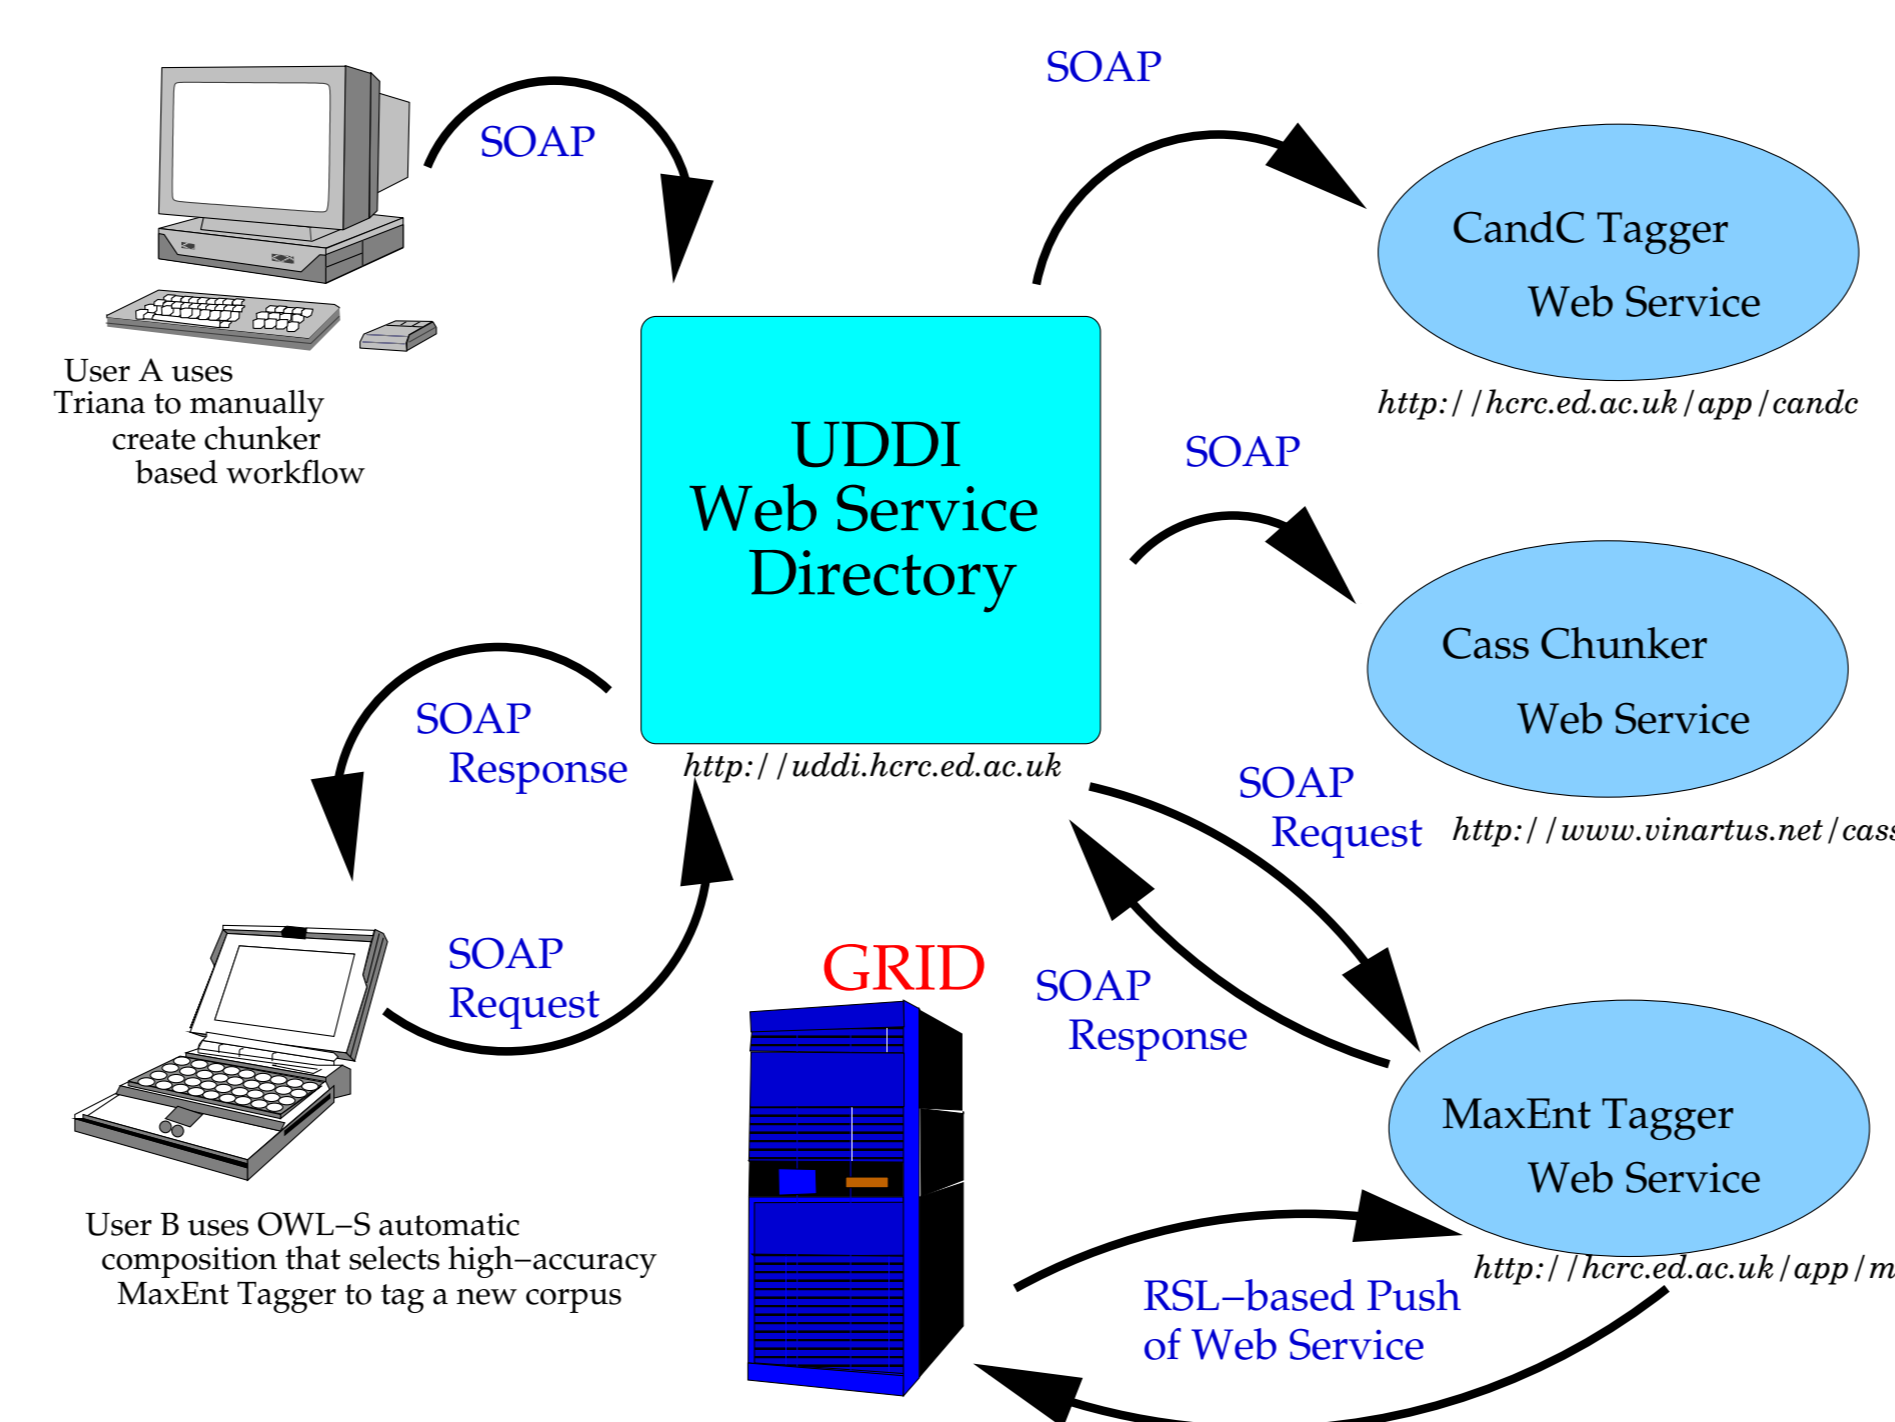 SOAP
SOAP
CandC Tagger
Web Service
http://hcrc.ed.ac.uk/app/candc
User A uses
Triana to manually
create chunker
based workflow
UDDI
Web Service
Directory
http://uddi.hcrc.ed.ac.uk
SOAP
Cass Chunker
Web Service
http://www.vinartus.net/cass
SOAP
Response
SOAP
Request
SOAP
Request
SOAP
Response
GRID
MaxEnt Tagger
Web Service
http://hcrc.ed.ac.uk/app/m
User B uses OWL–S automatic
composition that selects high–accuracy
MaxEnt Tagger to tag a new corpus
RSL–based Push
of Web Service